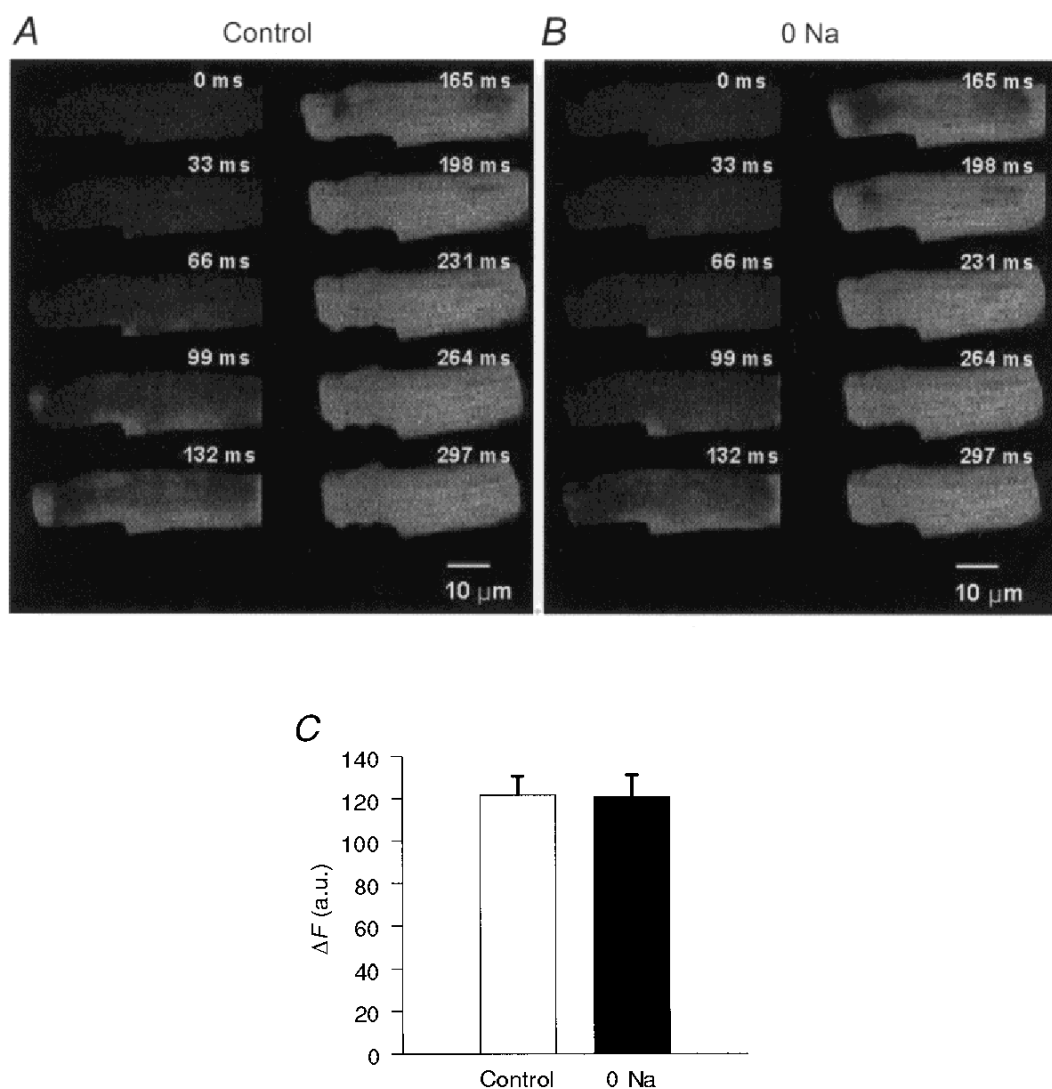 A Control
B 0 Na
0 ms 165 ms
33 ms 198 ms
66 ms 231 ms
99 ms 264 ms
132 ms 297 ms
10 µm
0 ms 165 ms
33 ms 198 ms
66 ms 231 ms
99 ms 264 ms
132 ms 297 ms
10 µm
C
140
120
100
80
60
40
20
0
ΔF (a.u.)
Control 0 Na